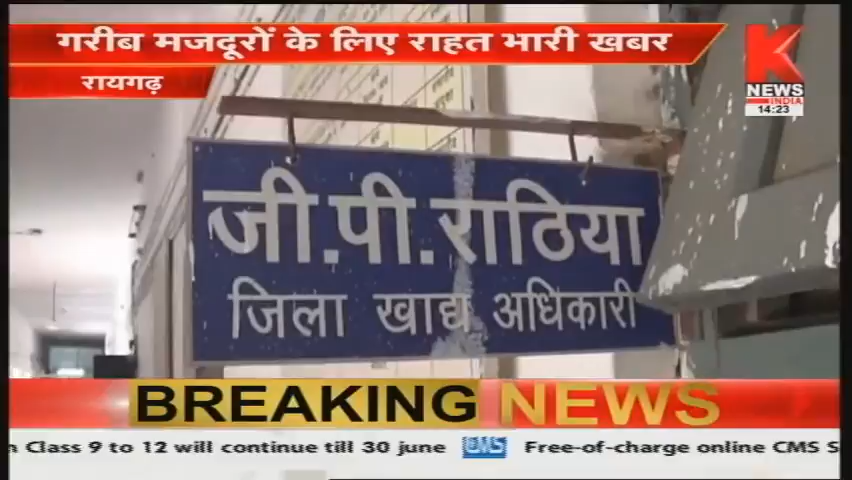 गरीब मजदूरों के लिए राहत भारी खबर
रायगढ़
K
NEWS
INDIA
14:23
जी.पी.राठिया
जिला खाद्य अधिकारी
BREAKING NEWS
n Class 9 to 12 will continue till 30 june CMS Free-of-charge online CMS S